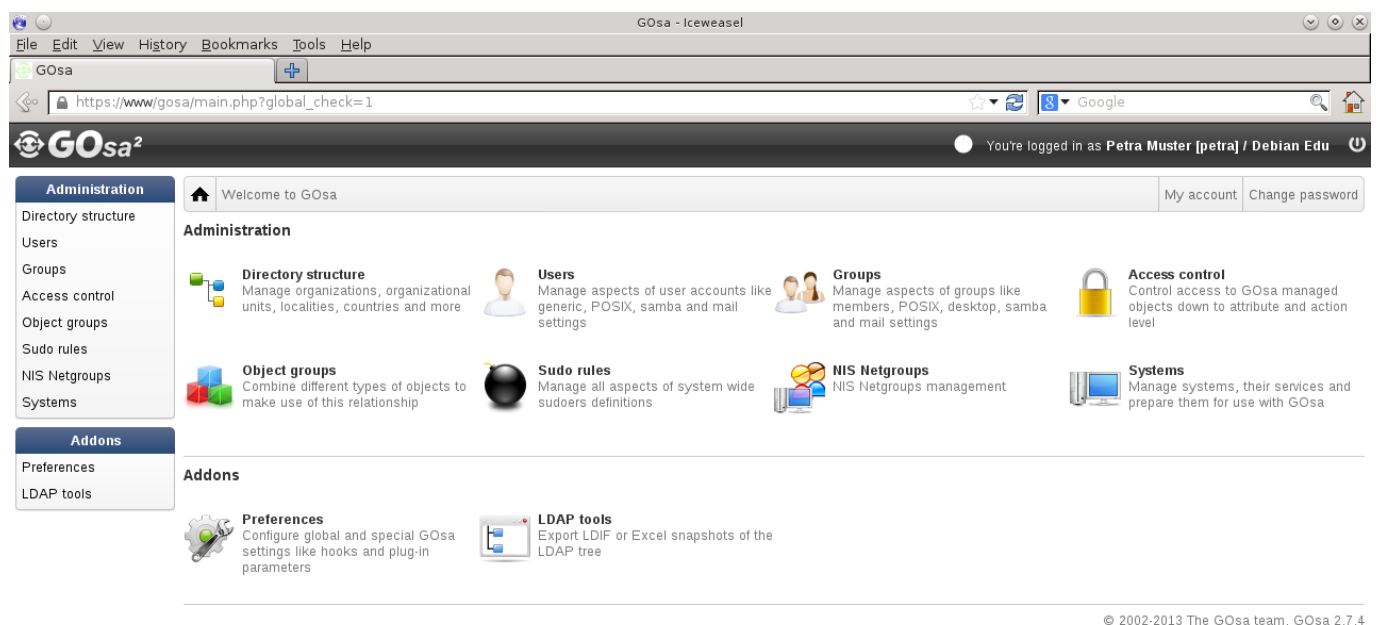 GOsa - Iceweasel
File Edit View History Bookmarks Tools Help
GOsa
https://www/gosa/main.php?global_check=1
8 Google
GOsa²
You're logged in as Petra Muster [petra] / Debian Edu
Administration
Directory structure
Users
Groups
Access control
Object groups
Sudo rules
NIS Netgroups
Systems
Addons
Preferences
LDAP tools
Welcome to GOsa
My account Change password
Administration
Directory structure
Manage organizations, organizational
units, localities, countries and more
Users
Manage aspects of user accounts like
generic, POSIX, samba and mail
settings
Groups
Manage aspects of groups like
members, POSIX, desktop, samba
and mail settings
Access control
Control access to GOsa managed
objects down to attribute and action
level
Object groups
Combine different types of objects to
make use of this relationship
Sudo rules
Manage all aspects of system wide
sudoers definitions
NIS Netgroups
NIS Netgroups management
Systems
Manage systems, their services and
prepare them for use with GOsa
Addons
Preferences
Configure global and special GOsa
settings like hooks and plug-in
parameters
LDAP tools
Export LDIF or Excel snapshots of the
LDAP tree
© 2002-2013 The GOsa team, GOsa 2.7.4